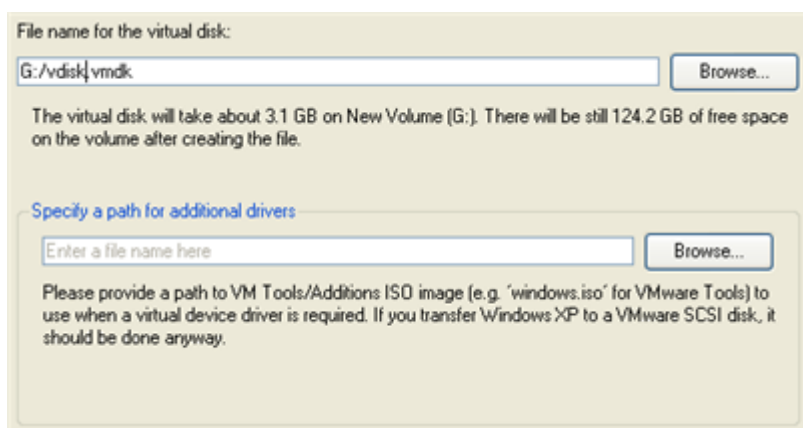 File name for the virtual disk:
G:/vdisk.vmdk
Browse...
The virtual disk will take about 3.1 GB on New Volume (G:). There will be still 124.2 GB of free space
on the volume after creating the file.
Specify a path for additional drivers
Enter a file name here
Browse...
Please provide a path to VM Tools/Additions ISO image (e.g. 'windows.iso' for VMware Tools) to
use when a virtual device driver is required. If you transfer Windows XP to a VMware SCSI disk, it
should be done anyway.